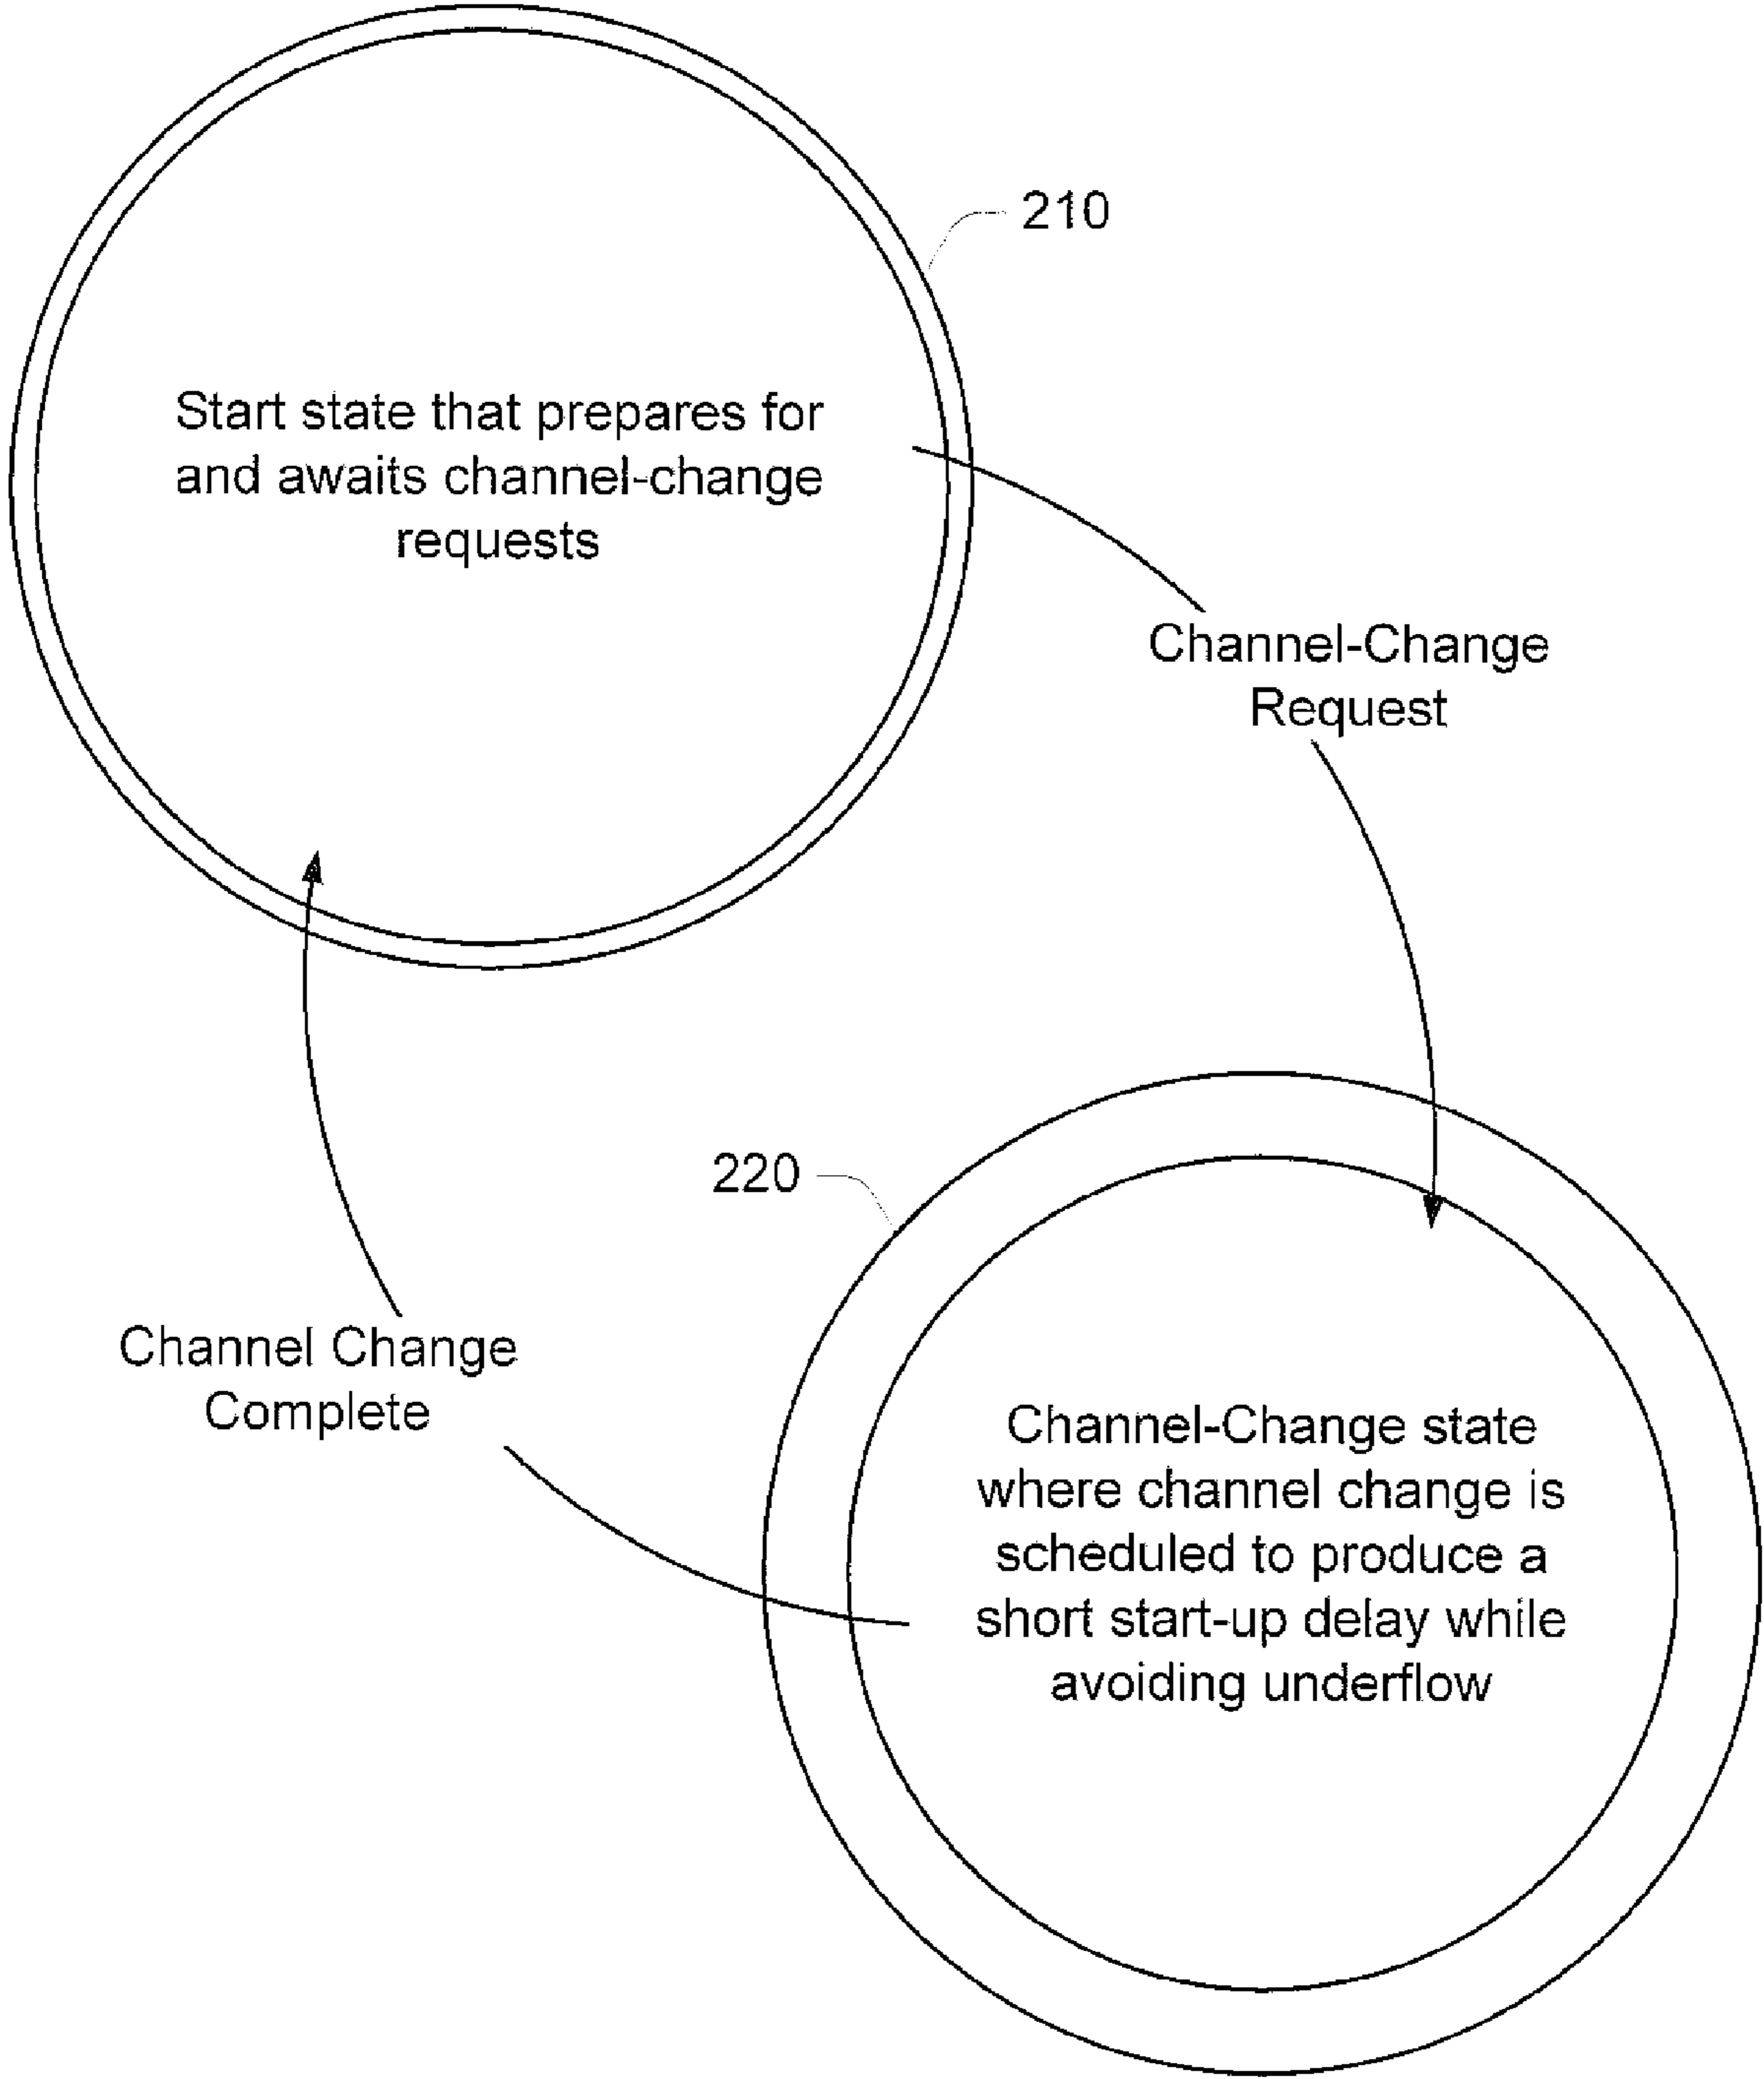 210
Start state that prepares for
and awaits channel-change
requests
Channel-Change
Request
220
Channel Change
Complete
Channel-Change state
where channel change is
scheduled to produce a
short start-up delay while
avoiding underflow